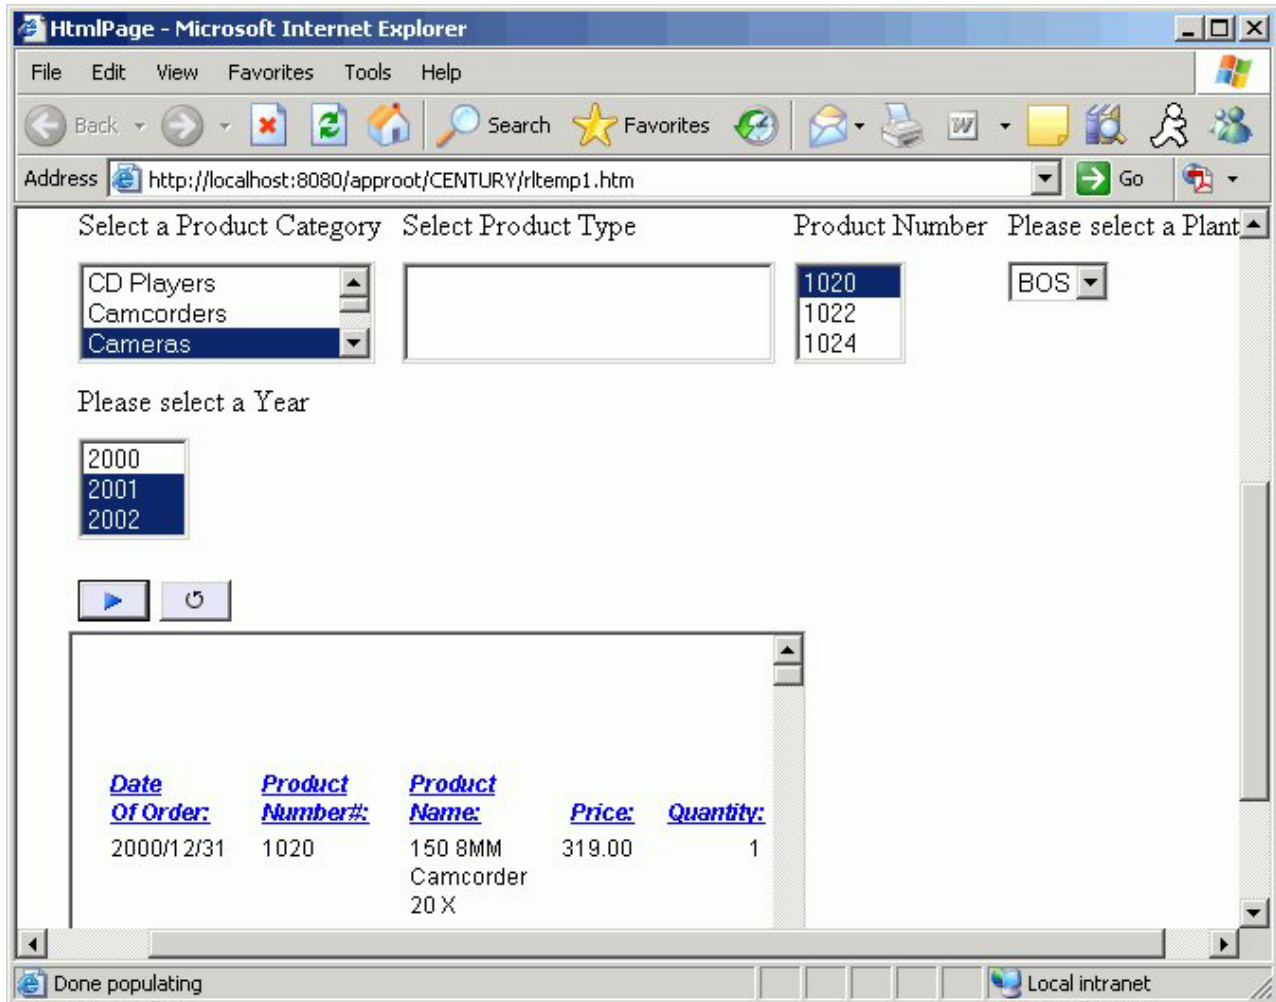 HtmlPage - Microsoft Internet Explorer
File Edit View Favorites Tools Help
Back Search Favorites W
Address http://localhost:8080/approot/CENTURY/rltemp1.htm Go
Select a Product Category Select Product Type Product Number Please select a Plant
CD Players 1020 BOS
Camcorders 1022
Cameras 1024
Please select a Year
2000
2001
2002
Date Product Product
Of Order: Number#: Name: Price: Quantity:
2000/12/31 1020 150 8MM 319.00 1
Camcorder
20 X
Done populating Local intranet